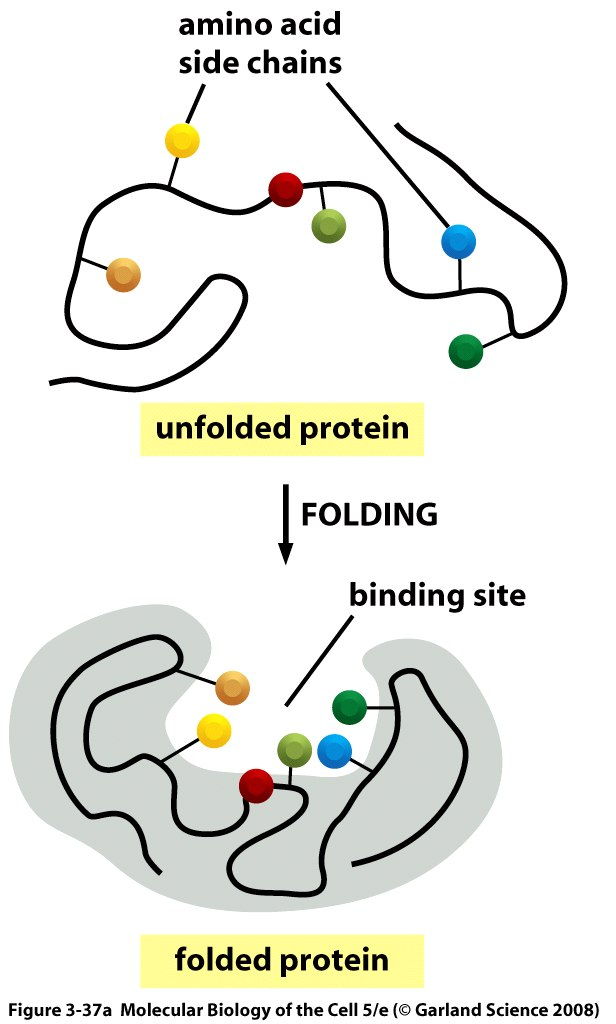 amino acid
side chains
unfolded protein
FOLDING
binding site
folded protein
Figure 3-37a Molecular Biology of the Cell 5/e (© Garland Science 2008)